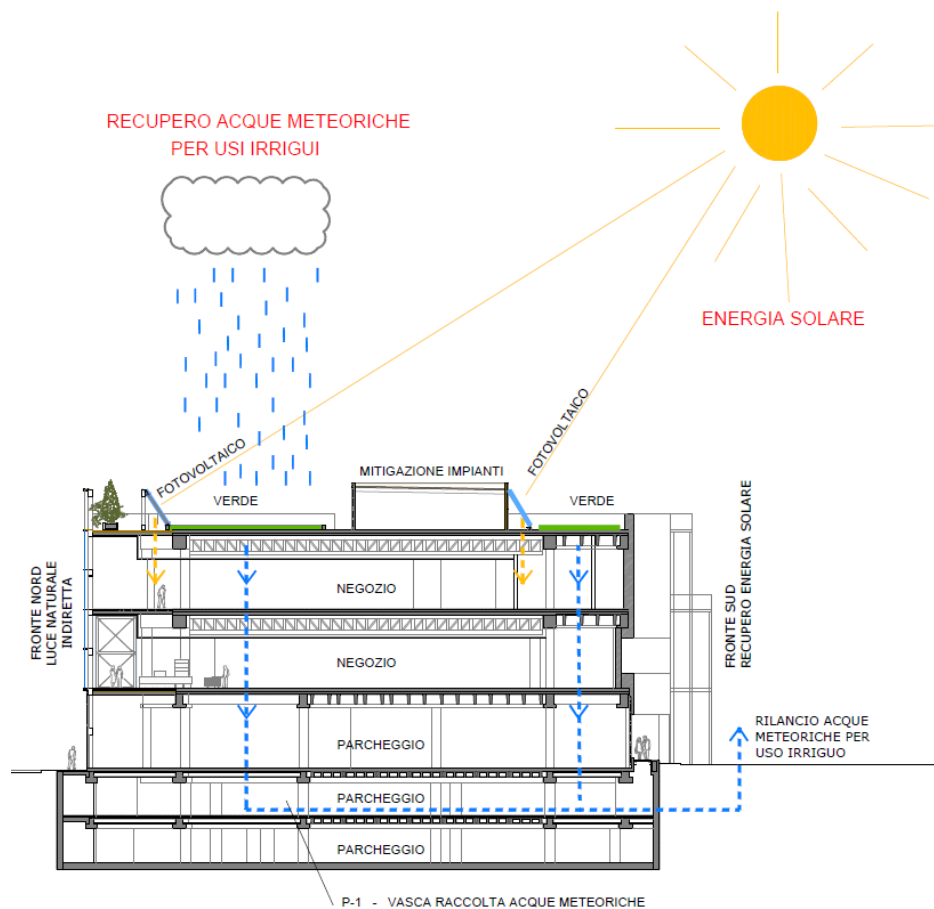 RECUPERO ACQUE METEORICHE
PER USI IRRIGUI
ENERGIA SOLARE
FOTOVOLTAICO
FOTOVOLTAICO
MITIGAZIONE IMPIANTI
VERDE
VERDE
FRONTE NORD
LUCE NATURALE
INDIRETTA
NEGOZIO
NEGOZIO
FRONTE SUD
RECUPERO ENERGIA SOLARE
RILANCIO ACQUE
METEORICHE PER
USO IRRIGUO
PARCHEGGIO
PARCHEGGIO
PARCHEGGIO
P-1 - VASCA RACCOLTA ACQUE METEORICHE